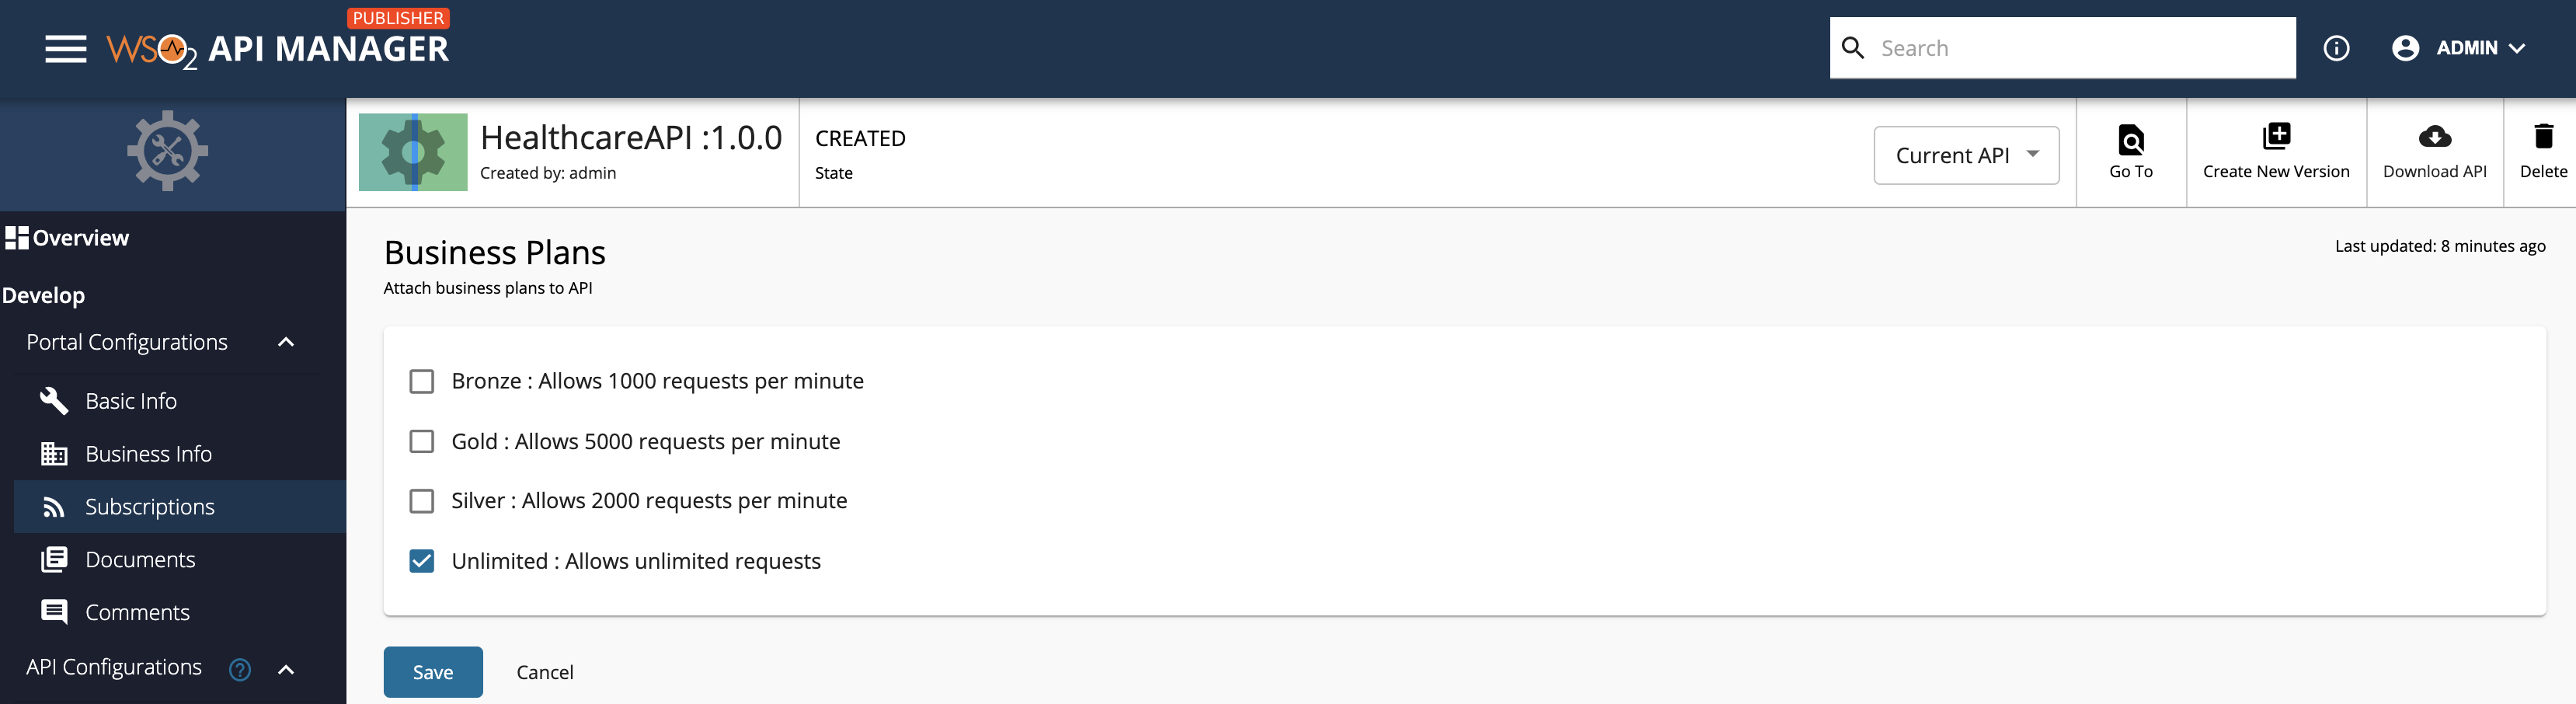 PUBLISHER
WSO2 API MANAGER
Search
ADMIN
HealthcareAPI :1.0.0
Created by: admin
CREATED
State
Current API
Go To
Create New Version
Download API
Delete
Overview
Develop
Portal Configurations
Basic Info
Business Info
Subscriptions
Documents
Comments
API Configurations
Business Plans
Last updated: 8 minutes ago
Attach business plans to API
Bronze : Allows 1000 requests per minute
Gold : Allows 5000 requests per minute
Silver : Allows 2000 requests per minute
Unlimited : Allows unlimited requests
Save
Cancel